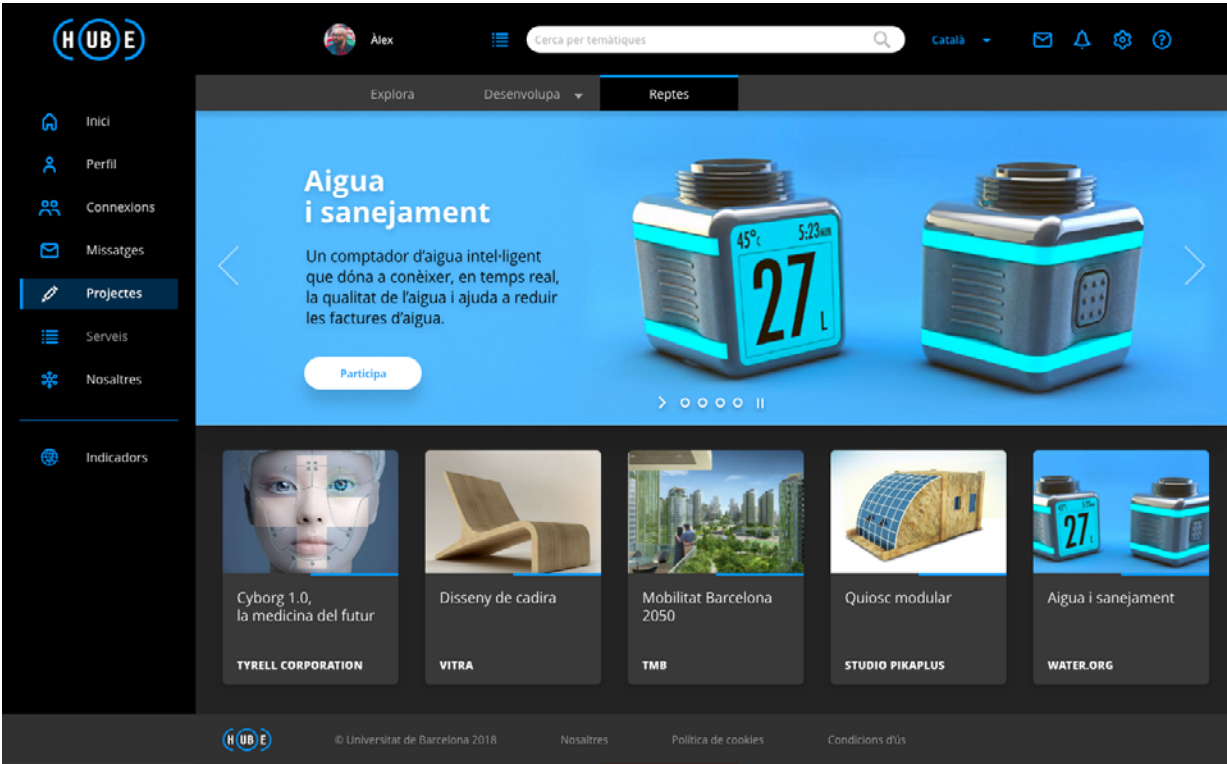 HUBE
Àlex
Cerca per temàtiques
Català
Explora
Desenvolupa
Reptes
Inici
Perfil
Connexions
Missatges
Projectes
Serveis
Nosaltres
Indicadors
Aigua
i sanejament
Un comptador d'aigua intel·ligent
que dóna a conèixer, en temps real,
la qualitat de l'aigua i ajuda a reduir
les factures d'aigua.
Participa
45°c 5:23MIN
27 L
Cyborg 1.0,
la medicina del futur
TYRELL CORPORATION
Disseny de cadira
VITRA
Mobilitat Barcelona
2050
TMB
Quiosc modular
STUDIO PIKAPLUS
27 L
Aigua i sanejament
WATER.ORG
HUBE
© Universitat de Barcelona 2018
Nosaltres
Política de cookies
Condicions d'ús